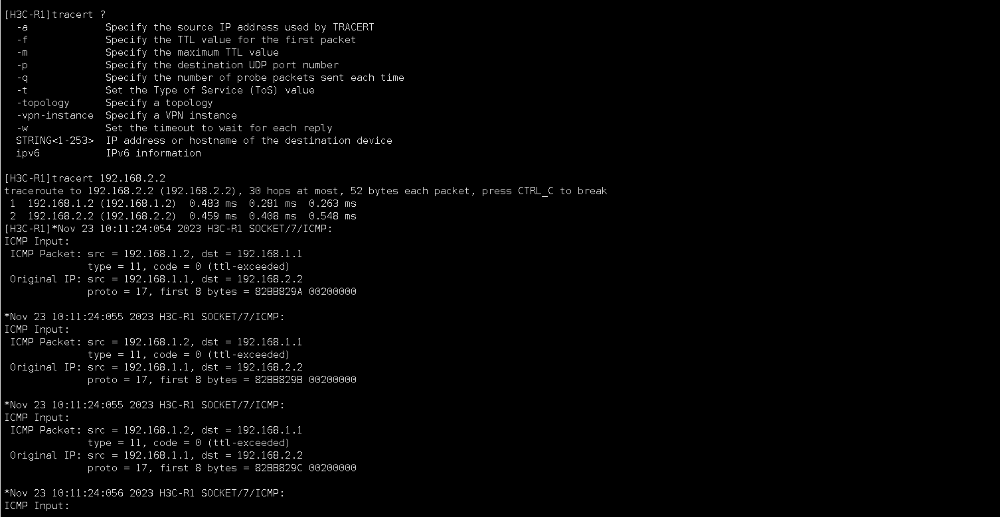 [H3C-R1]tracert ?
  -a             Specify the source IP address used by TRACERT
  -f             Specify the TTL value for the first packet
  -m             Specify the maximum TTL value
  -p             Specify the destination UDP port number
  -q             Specify the number of probe packets sent each time
  -t             Set the Type of Service (ToS) value
  -topology      Specify a topology
  -vpn-instance  Specify a VPN instance
  -w             Set the timeout to wait for each reply
  STRING<1-253>  IP address or hostname of the destination device
  ipv6           IPv6 information

[H3C-R1]tracert 192.168.2.2
traceroute to 192.168.2.2 (192.168.2.2), 30 hops at most, 52 bytes each packet, press CTRL_C to break
 1  192.168.1.2 (192.168.1.2)  0.483 ms  0.281 ms  0.263 ms
 2  192.168.2.2 (192.168.2.2)  0.459 ms  0.408 ms  0.548 ms
[H3C-R1]*Nov 23 10:11:24:054 2023 H3C-R1 SOCKET/7/ICMP:
ICMP Input:
 ICMP Packet: src = 192.168.1.2, dst = 192.168.1.1
              type = 11, code = 0 (ttl-exceeded)
 Original IP: src = 192.168.1.1, dst = 192.168.2.2
              proto = 17, first 8 bytes = 82BB829A 00200000

*Nov 23 10:11:24:055 2023 H3C-R1 SOCKET/7/ICMP:
ICMP Input:
 ICMP Packet: src = 192.168.1.2, dst = 192.168.1.1
              type = 11, code = 0 (ttl-exceeded)
 Original IP: src = 192.168.1.1, dst = 192.168.2.2
              proto = 17, first 8 bytes = 82BB829B 00200000

*Nov 23 10:11:24:055 2023 H3C-R1 SOCKET/7/ICMP:
ICMP Input:
 ICMP Packet: src = 192.168.1.2, dst = 192.168.1.1
              type = 11, code = 0 (ttl-exceeded)
 Original IP: src = 192.168.1.1, dst = 192.168.2.2
              proto = 17, first 8 bytes = 82BB829C 00200000

*Nov 23 10:11:24:056 2023 H3C-R1 SOCKET/7/ICMP:
ICMP Input: